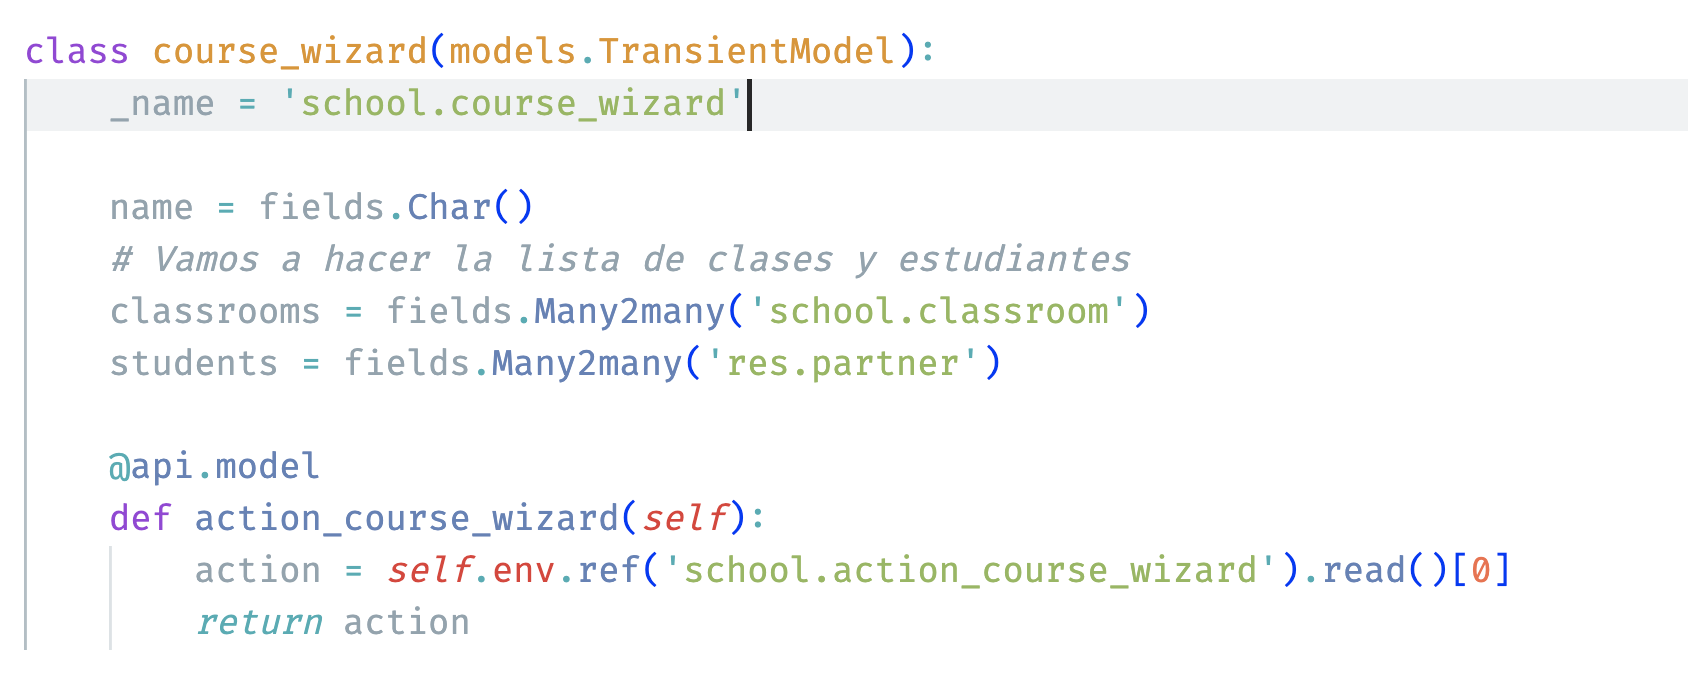 class course_wizard(models.TransientModel):
    _name = 'school.course_wizard'
    name = fields.Char()
    # Vamos a hacer la lista de clases y estudiantes
    classrooms = fields.Many2many('school.classroom')
    students = fields.Many2many('res.partner')
    @api.model
    def action_course_wizard(self):
        action = self.env.ref('school.action_course_wizard').read()[0]
        return action